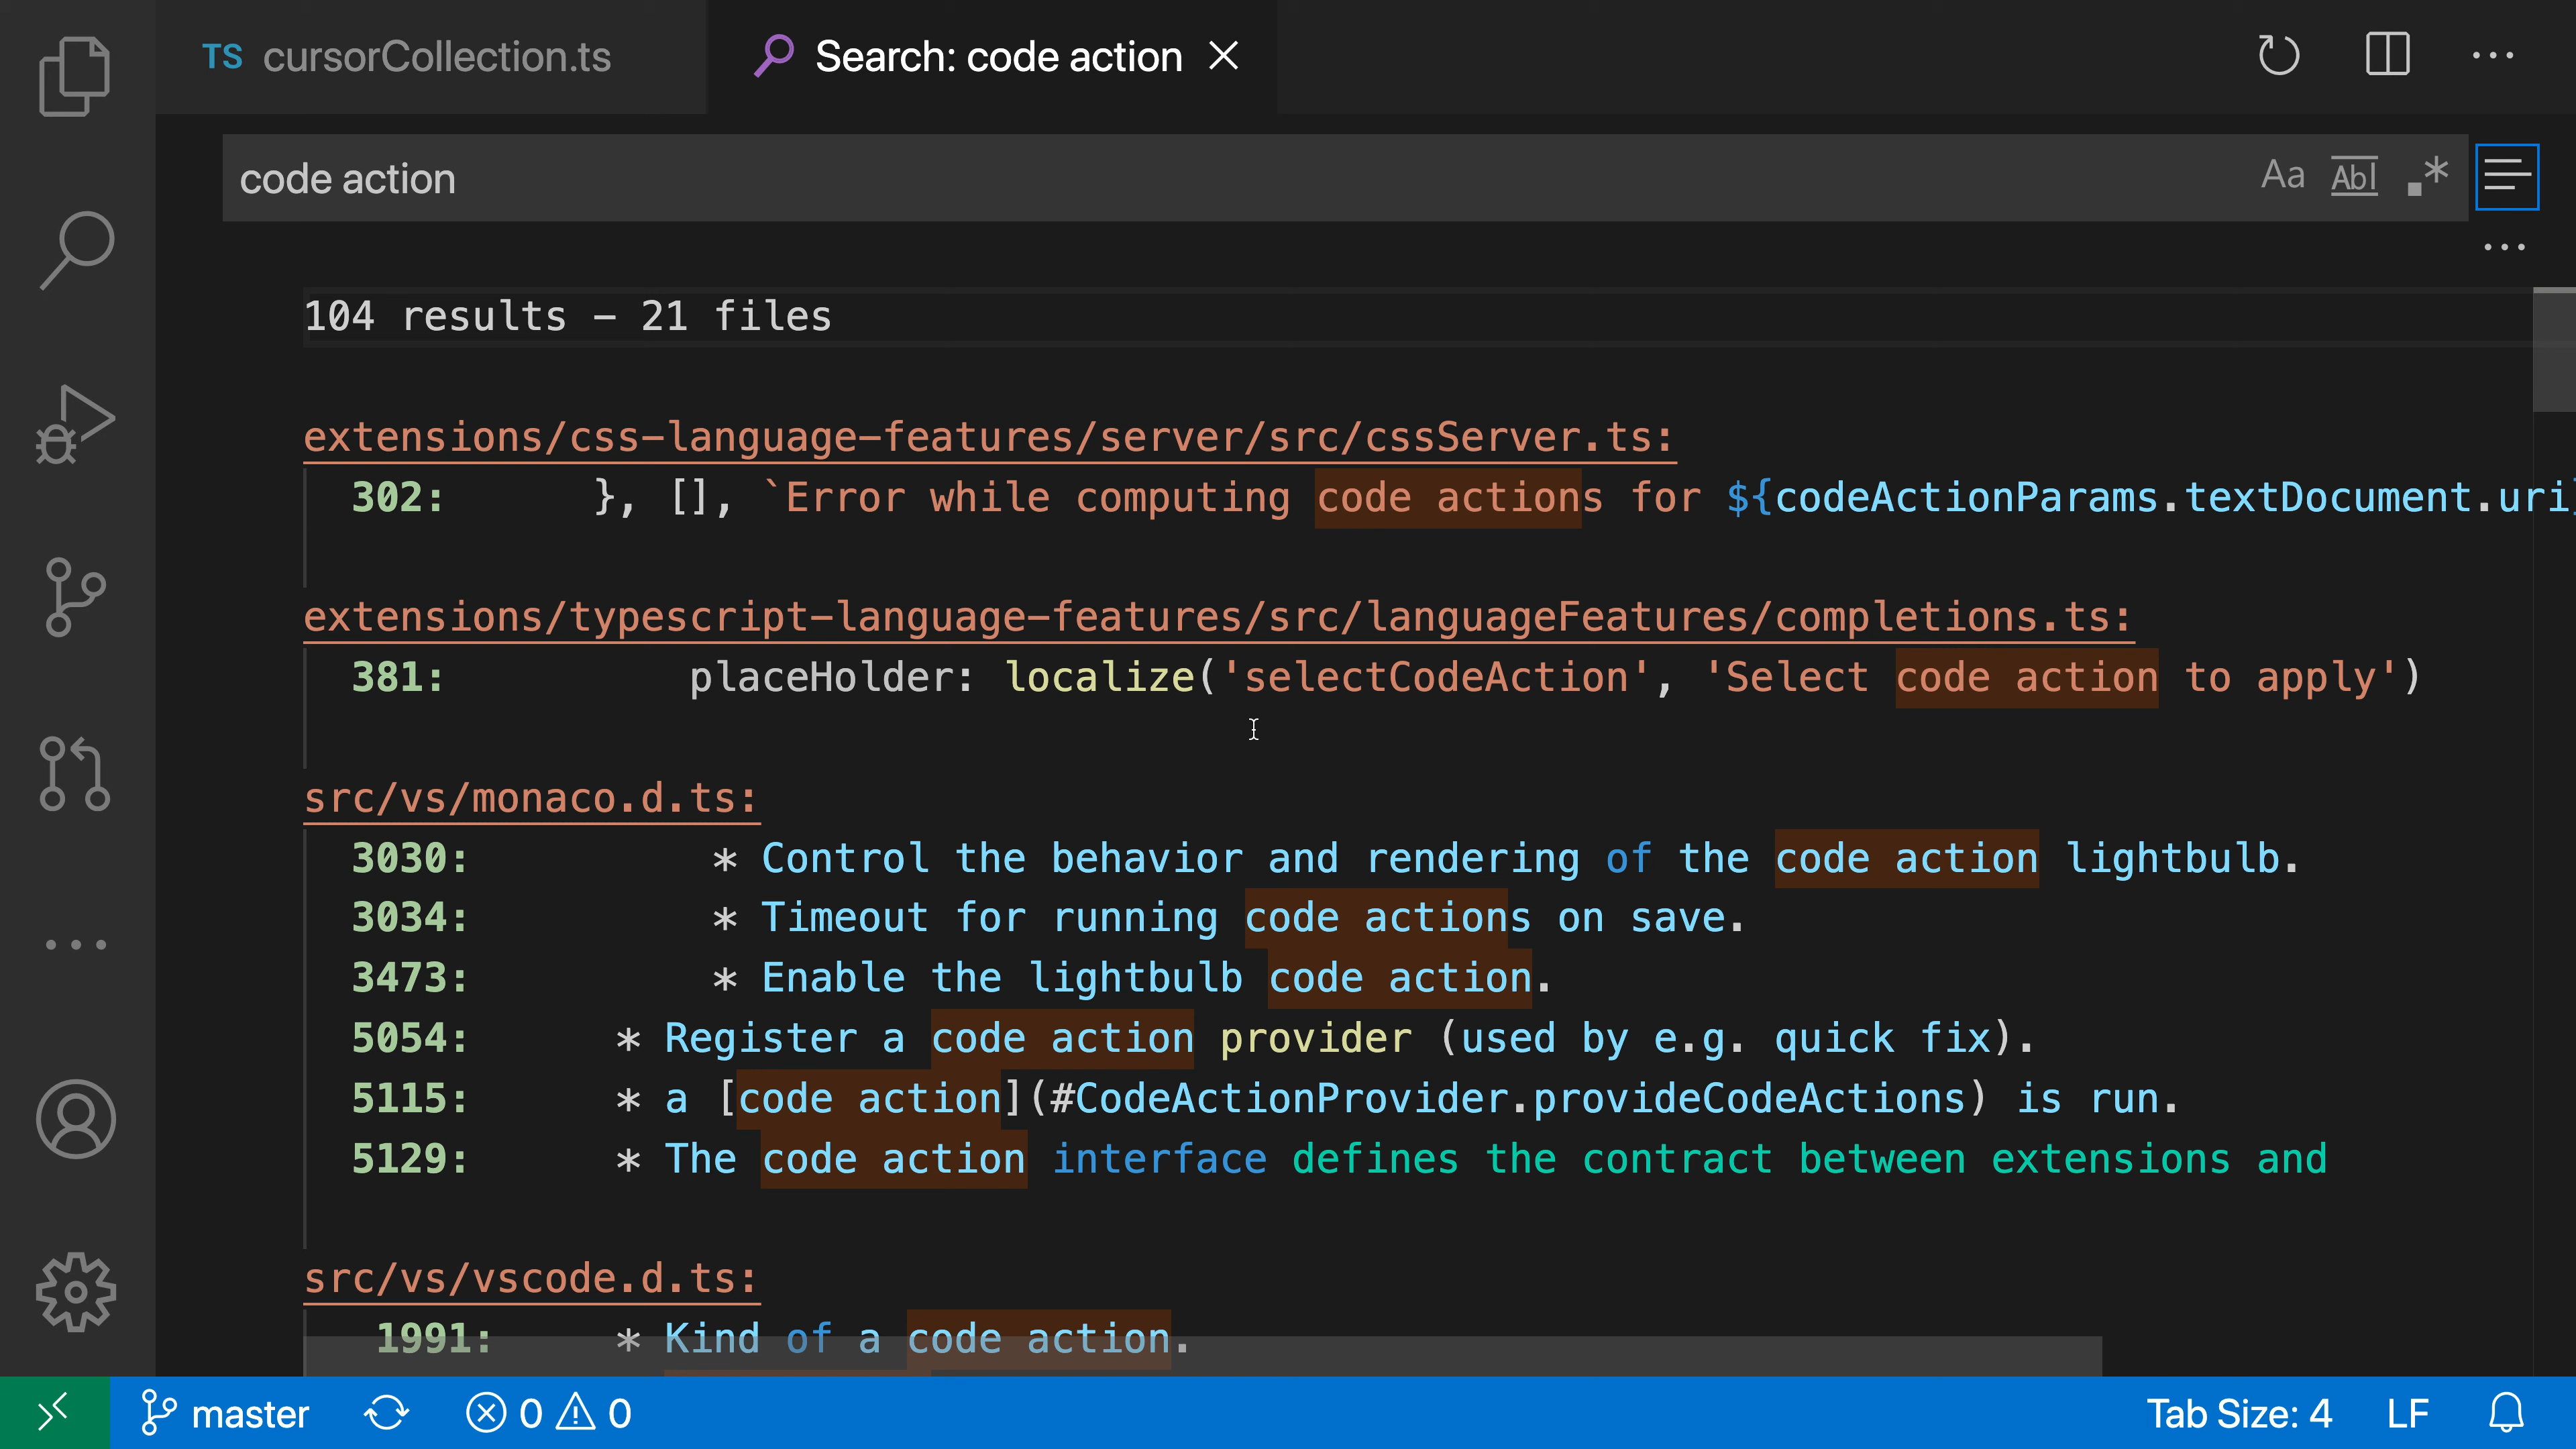 TS cursorCollection.ts
Search: code action
code action
Aa Abl .*
104 results - 21 files
extensions/css-language-features/server/src/cssServer.ts:
302: }, [], `Error while computing code actions for ${codeActionParams.textDocument.uri}
extensions/typescript-language-features/src/languageFeatures/completions.ts:
381: placeHolder: localize('selectCodeAction', 'Select code action to apply')
src/vs/monaco.d.ts:
3030: * Control the behavior and rendering of the code action lightbulb.
3034: * Timeout for running code actions on save.
3473: * Enable the lightbulb code action.
5054: * Register a code action provider (used by e.g. quick fix).
5115: * a [code action](#CodeActionProvider.provideCodeActions) is run.
5129: * The code action interface defines the contract between extensions and
src/vs/vscode.d.ts:
1991: * Kind of a code action.
master 0 0 Tab Size: 4 LF